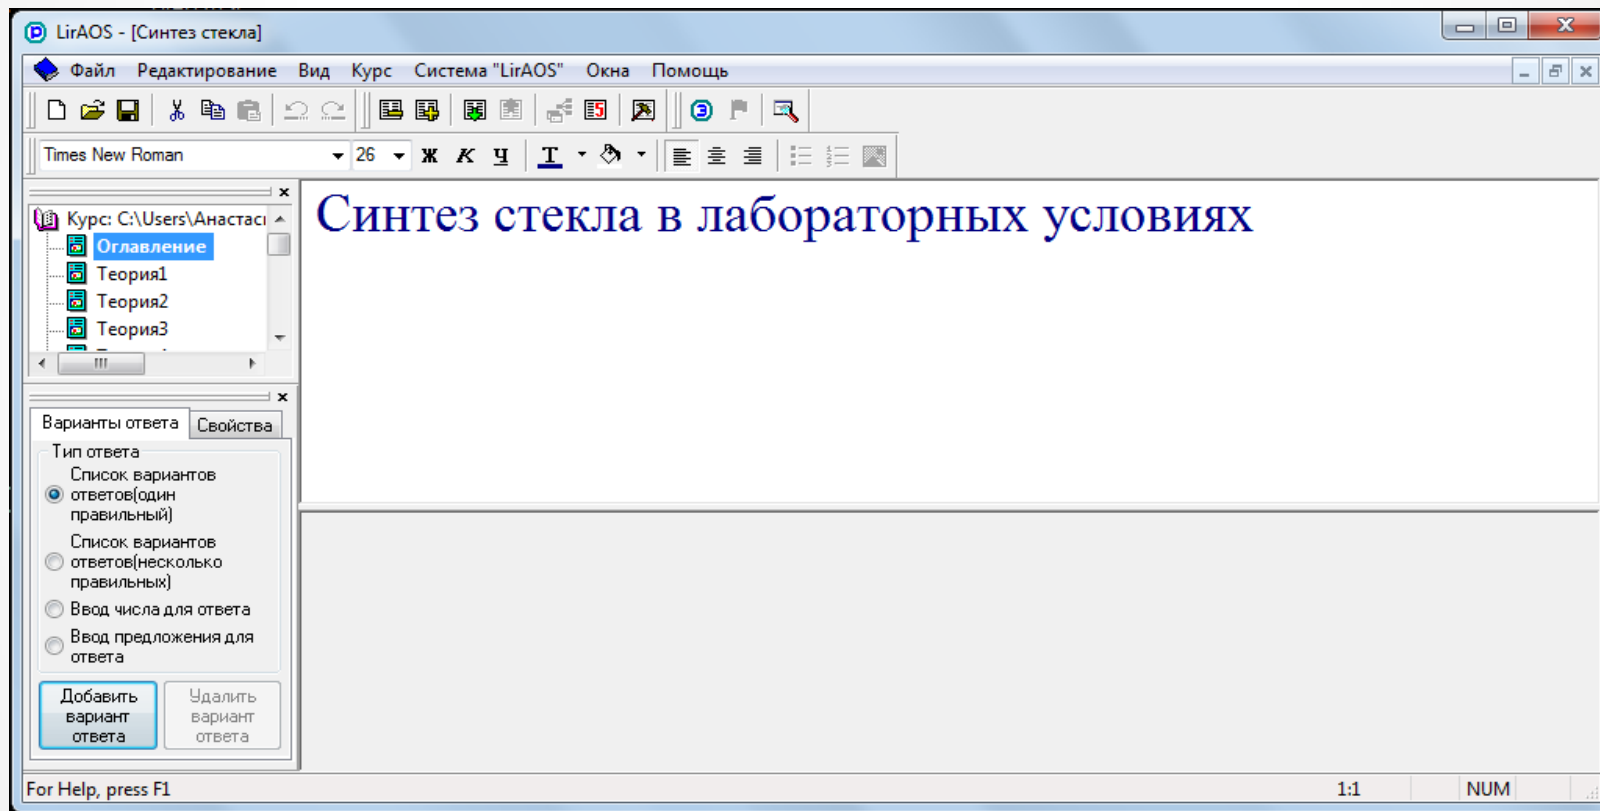 LirAOS - [Синтез стекла]
Файл Редактирование Вид Курс Система "LirAOS" Окна Помощь
Times New Roman 26 Ж К Ч Т
Курс: C:\Users\Анастас
Оглавление
Теория1
Теория2
Теория3
Синтез стекла в лабораторных условиях
Варианты ответа Свойства
Тип ответа
Список вариантов
ответов(один
правильный)
Список вариантов
ответов(несколько
правильных)
Ввод числа для ответа
Ввод предложения для
ответа
Добавить
вариант
ответа
Удалить
вариант
ответа
For Help, press F1 1:1 NUM